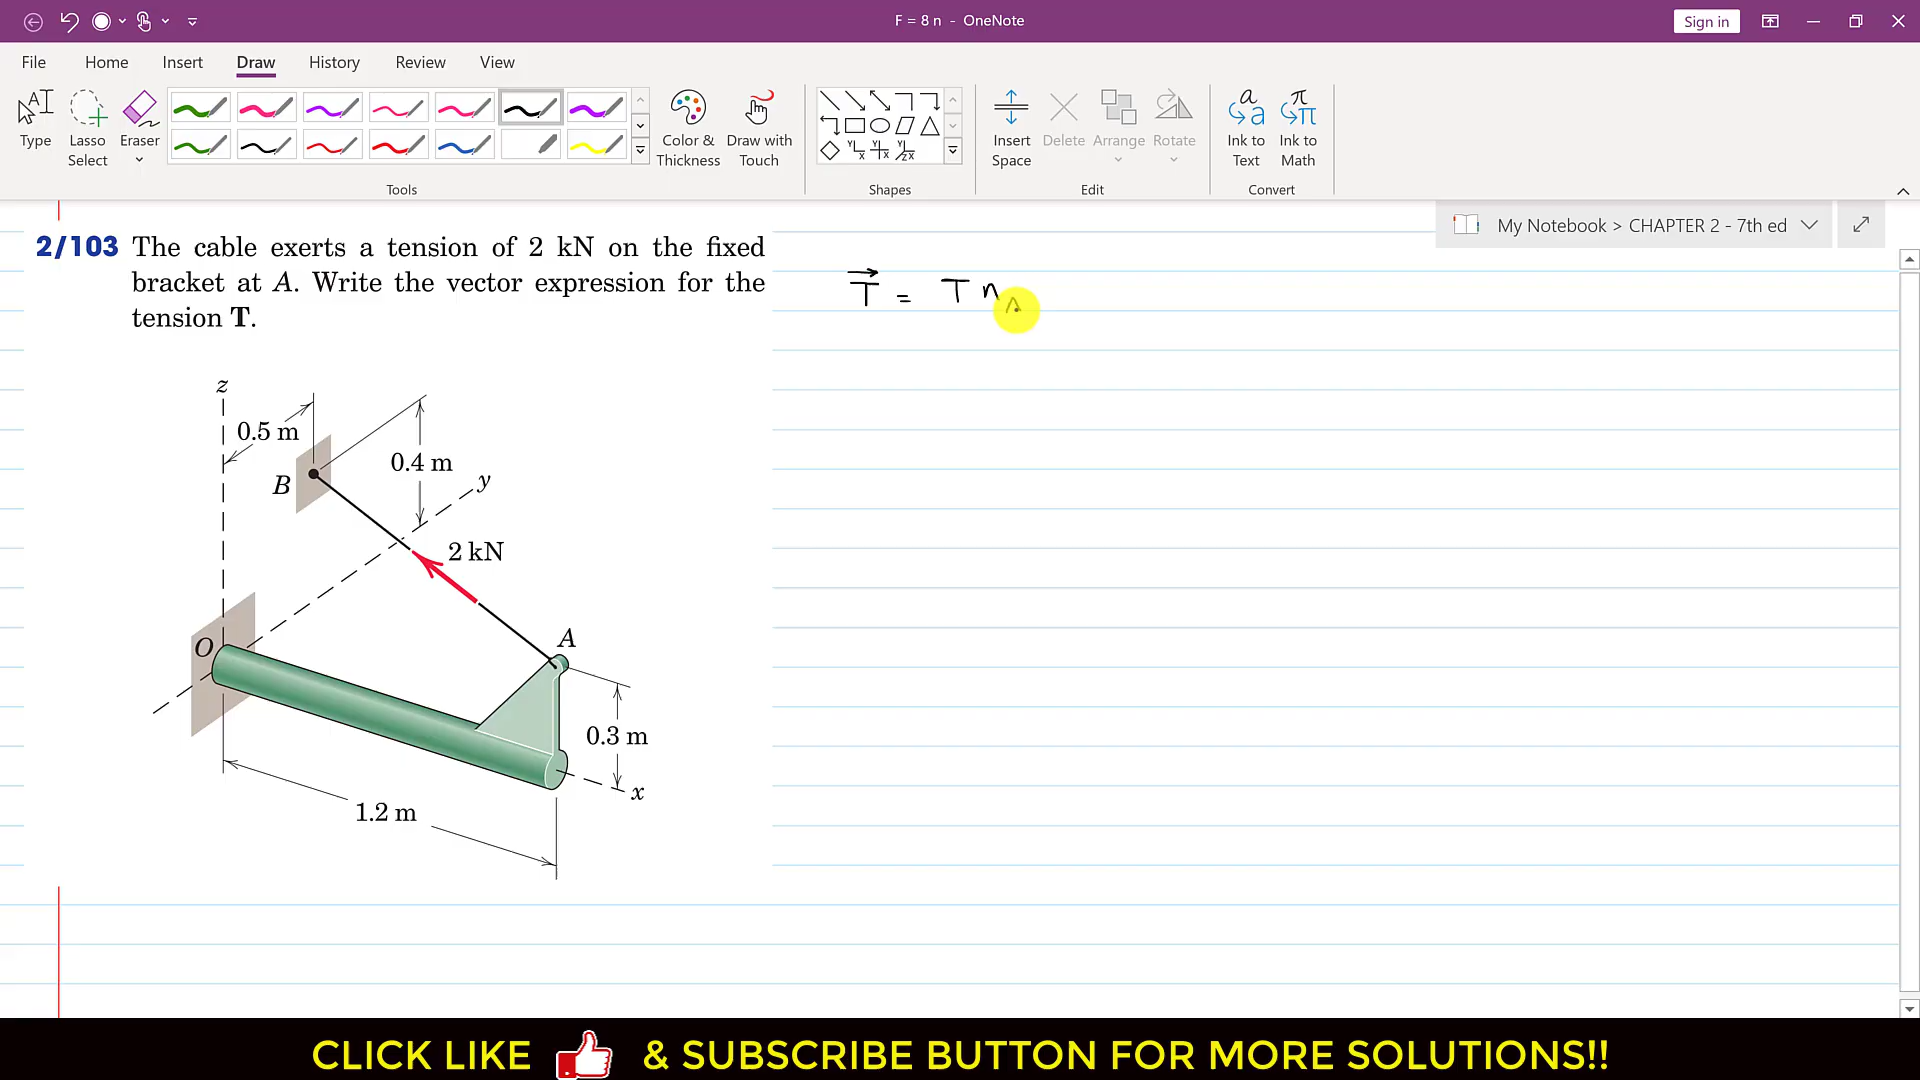 F = 8 n - OneNote
Sign in
File Home Insert Draw History Review View
Type
Lasso Select
Eraser
Color & Thickness
Draw with Touch
Insert Space
Delete
Arrange
Rotate
Ink to Text
Ink to Math
Tools
Shapes
Edit
Convert
My Notebook > CHAPTER 2 - 7th ed
2/103 The cable exerts a tension of 2 kN on the fixed
bracket at A. Write the vector expression for the
tension T.
T = T n
z
0.5 m
0.4 m
B
y
2 kN
O
A
0.3 m
x
1.2 m
CLICK LIKE & SUBSCRIBE BUTTON FOR MORE SOLUTIONS!!